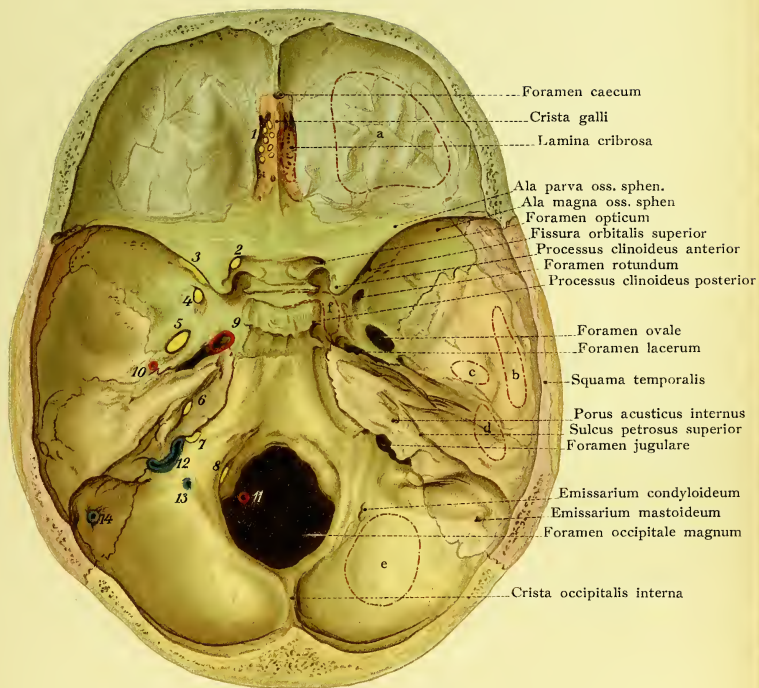 Foramen caecum
Crista galli
Lamina cribrosa
1
a
Ala parva oss. sphen.
Ala magna oss. sphen
Foramen opticum
Fissura orbitalis superior
Processus clinoideus anterior
Foramen rotundum
Processus clinoideus posterior
2
3
4
f
5
9
Foramen ovale
Foramen lacerum
10
c
b
Squama temporalis
6
Porus acusticus internus
Sulcus petrosus superior
Foramen jugulare
d
7
12
8
13
11
14
Emissarium condyloideum
Emissarium mastoideum
Foramen occipitale magnum
e
Crista occipitalis interna